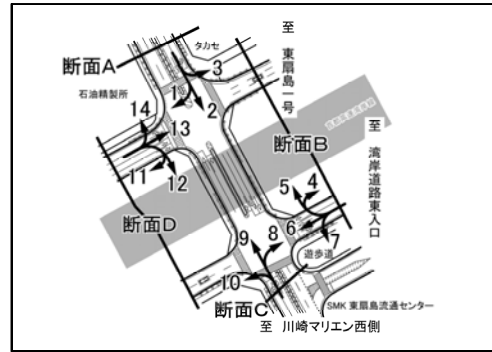 タカセ
至 東扇島一号
断面A
3
石油精製所
1
2
14
13
至 湾岸道路東入口
断面B
11
12
5
4
断面D
6
7
9
8
遊歩道
10
断面C
SMK 東扇島流通センター
至 川崎マリエン西側